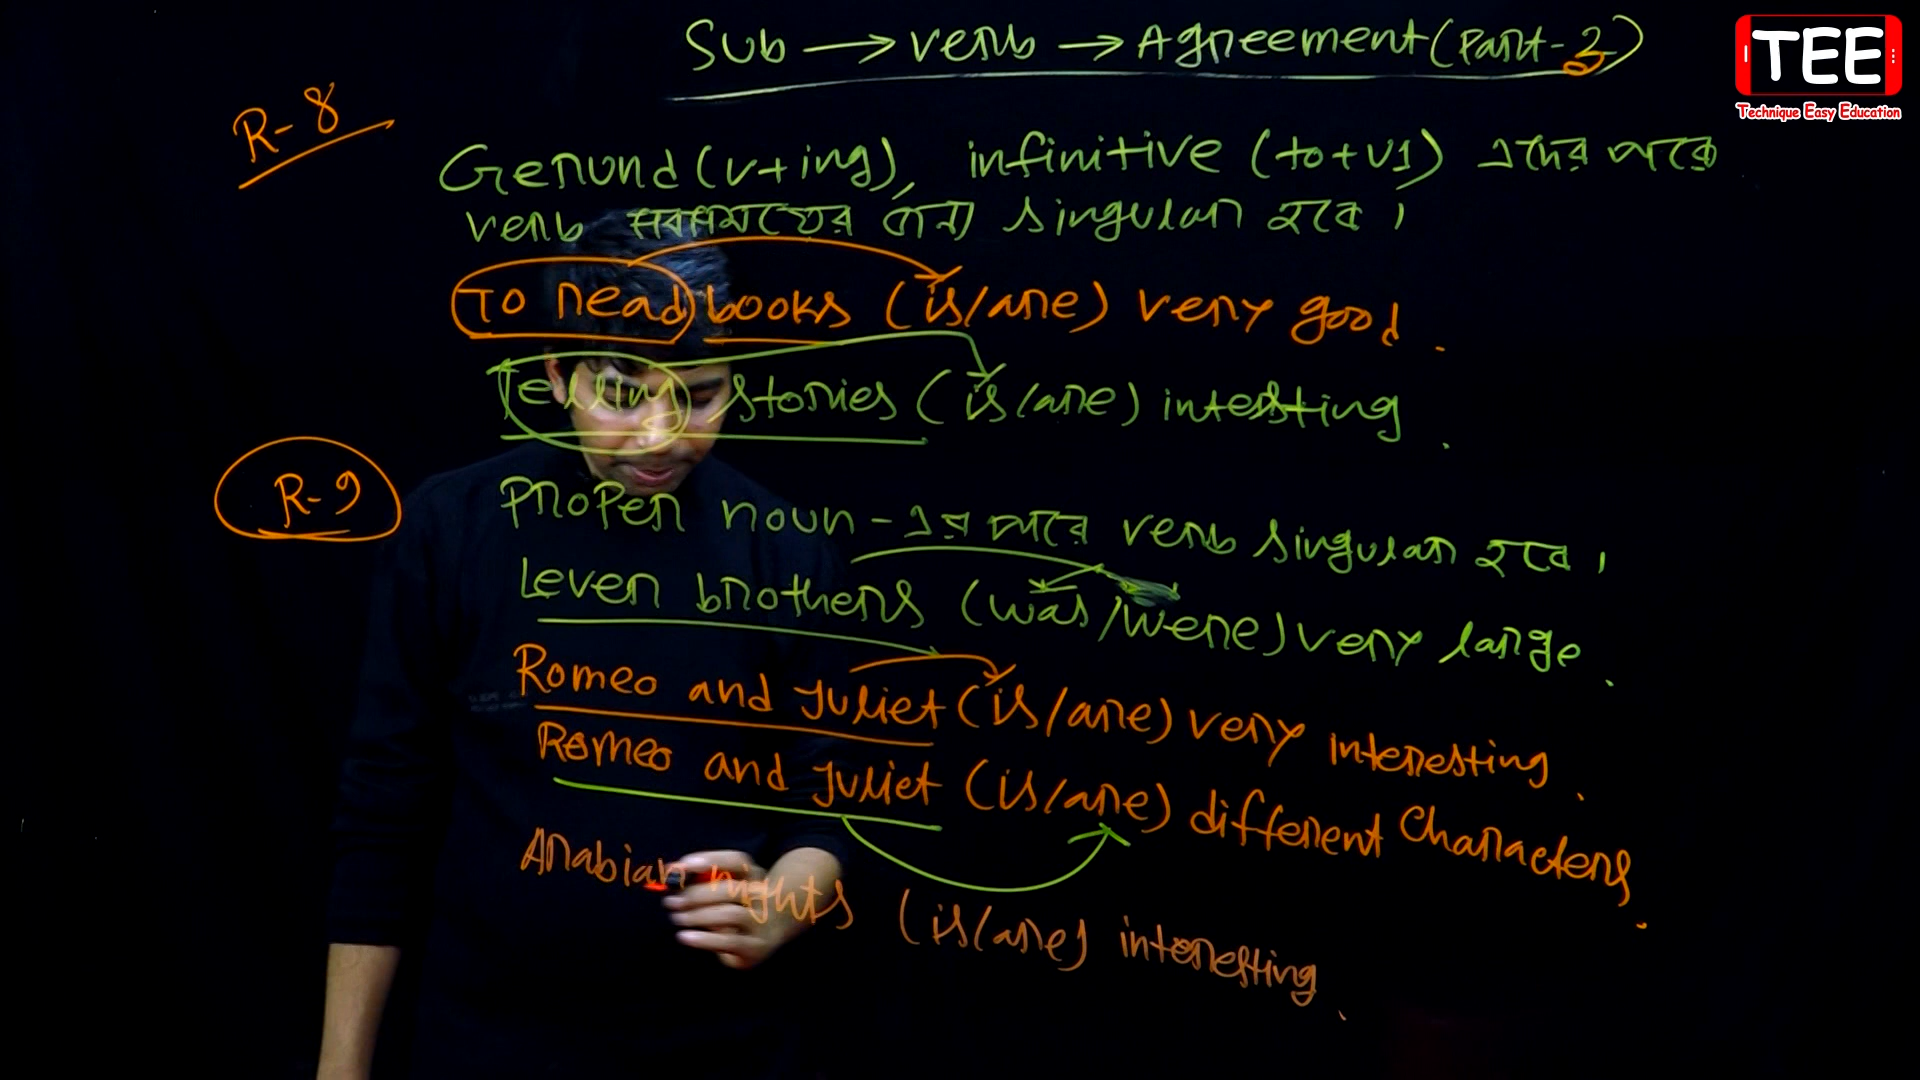 Sub → verb → Agreement (Part-3)
TEE
Technique Easy Education
R-8
Gerund (v+ing), infinitive (to+v1) এদের পরে
verb সবসময়ের জন্য singular হবে।
To read books (is/are) very good.
Telling stories (is/are) intersting.
R-9
Proper noun - এর পরে verb singular হবে।
Leven brothers (was/were) very large.
Romeo and Juliet (is/are) very interesting.
Romeo and Juliet (is/are) different Characters.
Arabian nights (is/are) interesting.